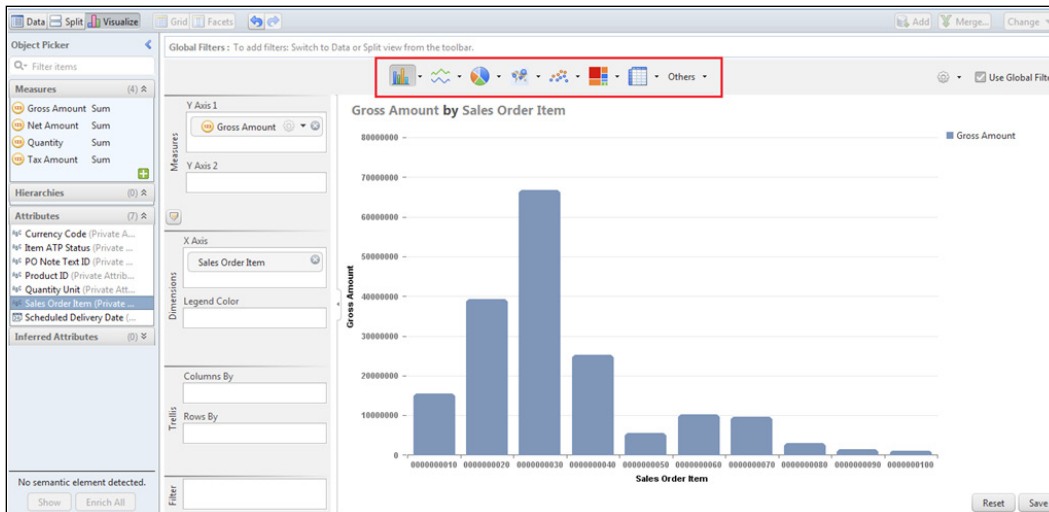 Data Split Visualize Grid Facets Add Merge... Change
Object Picker
Global Filters : To add filters: Switch to Data or Split view from the toolbar.
Filter items
Others
Use Global Filte
Measures (4)
Gross Amount Sum
Net Amount Sum
Quantity Sum
Tax Amount Sum
Hierarchies (0)
Attributes (7)
Currency Code (Private A...
Item ATP Status (Private ...
PO Note Text ID (Private ...
Product ID (Private Attrib...
Quantity Unit (Private Att...
Sales Order Item (Private ...
Scheduled Delivery Date (...
Inferred Attributes (0)
No semantic element detected.
Show Enrich All
Measures
Y Axis 1
Gross Amount
Y Axis 2
Dimensions
X Axis
Sales Order Item
Legend Color
Trellis
Columns By
Rows By
Filter
Gross Amount by Sales Order Item
Gross Amount
80000000
70000000
60000000
50000000
40000000
30000000
20000000
10000000
0
Gross Amount
0000000010 0000000020 0000000030 0000000040 0000000050 0000000060 0000000070 0000000080 0000000090 0000000100
Sales Order Item
Reset Save